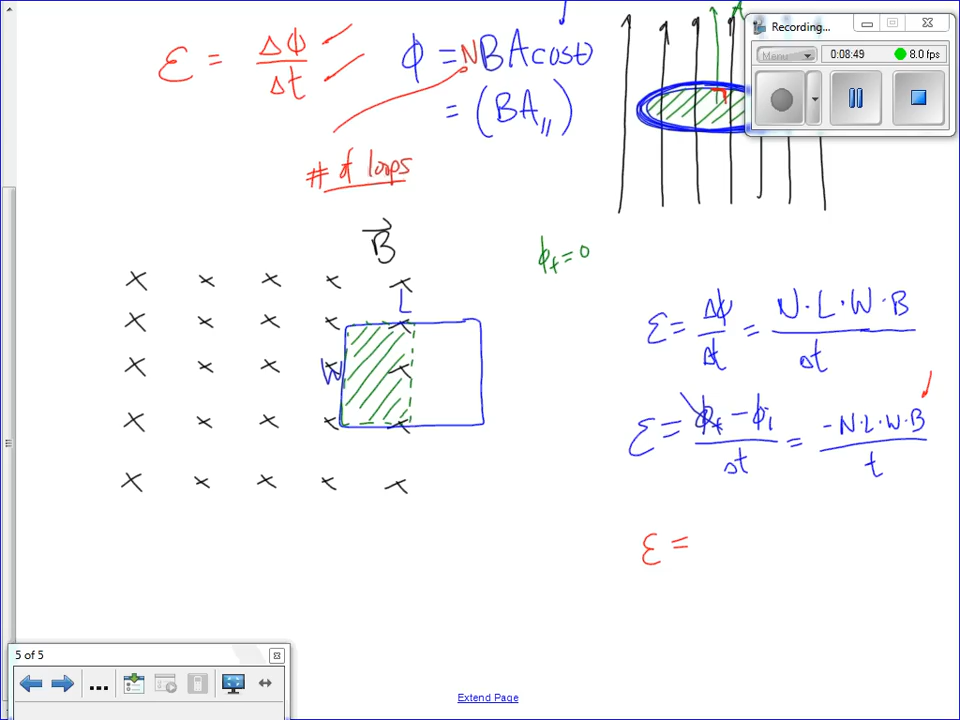 ε = Δϕ / Δt
ϕ = NBAcosθ
= (BA∥)
# of loops
B
ϕf = 0
L
W
ε = Δϕ / Δt = N·L·W·B / Δt
ε = ϕf - ϕi / Δt = -N·L·W·B / t
ε =
Recording...
Menu
0:08:49
8.0 fps
5 of 5
Extend Page